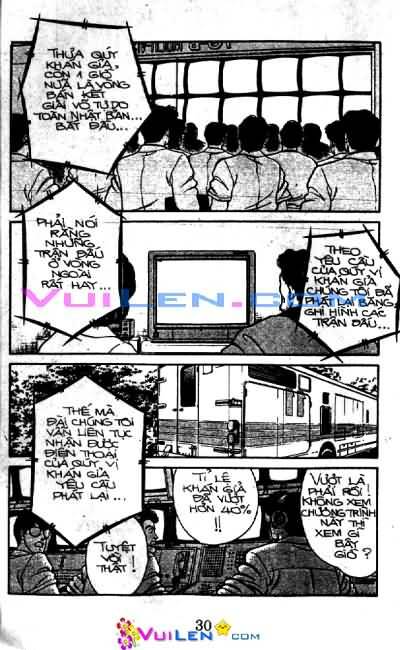 THƯA QÚY
KHÁN GIẢ,
CÒN 1 GIỜ
NỮA LÀ VÒNG
BÁN KẾT
GIẢI VÕ TỰ DO
TOÀN NHẬT BẢN...
BẮT ĐẦU...
PHẢI NÓI
RẰNG
NHỮNG
TRẬN ĐẤU
Ở VÒNG
NGOÀI
RẤT HAY...
THEO
YÊU CẦU
CỦA QUÝ VỊ
KHÁN GIẢ
CHÚNG TÔI ĐÃ
PHÁT LẠI BĂNG
GHI HÌNH CÁC
TRẬN ĐẤU...
VuiLen.com
THẾ MÀ
ĐÀI CHÚNG TÔI
VẪN LIÊN TỤC
NHẬN ĐƯỢC
ĐIỆN THOẠI
CỦA QUÝ VỊ
KHÁN GIẢ
YÊU CẦU
PHÁT LẠI...
TUYỆT
VỜI
THẬT!
TỈ LỆ
KHÁN GIẢ
ĐÃ VƯỢT
HƠN 40%
!!
VƯỢT LÀ
PHẢI RỒI!
KHÔNG XEM
CHƯƠNG TRÌNH
NÀY THÌ
XEM GÌ
BÂY
GIỜ?
30
VuiLen.com